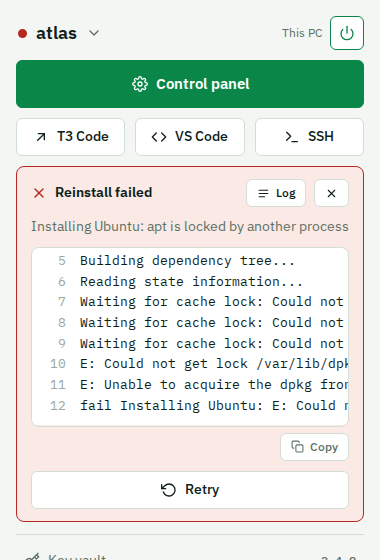 atlas
This PC
Control panel
T3 Code
VS Code
SSH
Reinstall failed
Log
Installing Ubuntu: apt is locked by another process
5 Building dependency tree...
6 Reading state information...
7 Waiting for cache lock: Could not
8 Waiting for cache lock: Could not
9 Waiting for cache lock: Could not
10 E: Could not get lock /var/lib/dpk
11 E: Unable to acquire the dpkg fron
12 fail Installing Ubuntu: E: Could n
Copy
Retry
Key vault